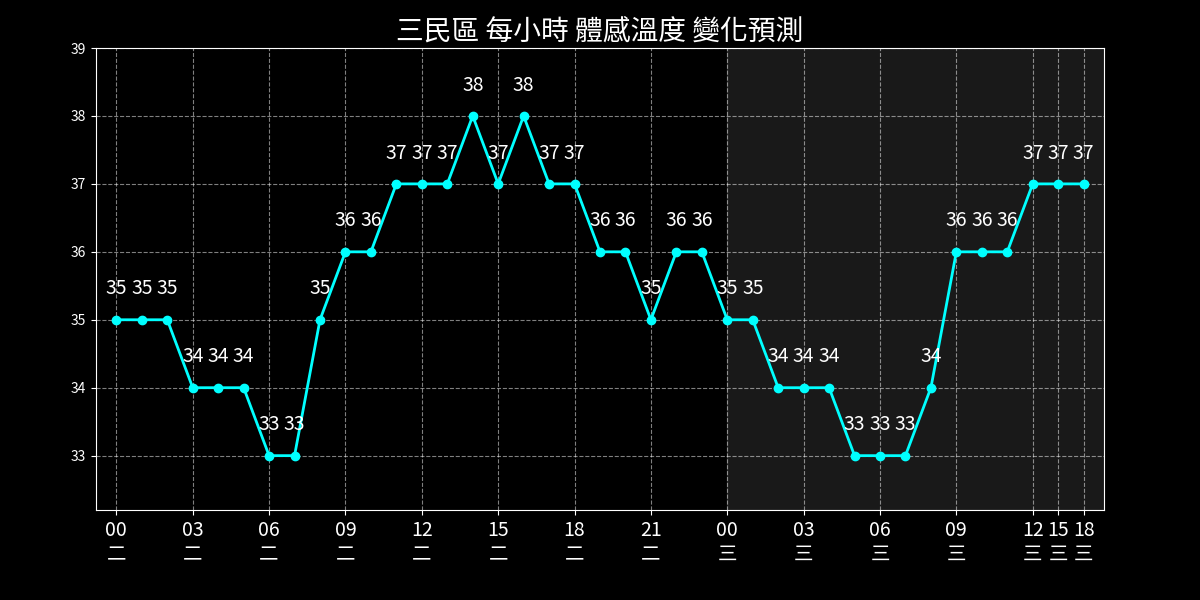 三民區 每小時 體感溫度 變化預測
39
38
37
36
35
34
33
38 38
37 37 37 37 37 37 37 37 37
36 36 36 36 36 36 36 36 36
35 35 35 35 35 35 35
34 34 34 34 34 34 34
33 33 33 33 33
00 03 06 09 12 15 18 21 00 03 06 09 12 15 18
二 二 二 二 二 二 二 二 三 三 三 三 三 三 三